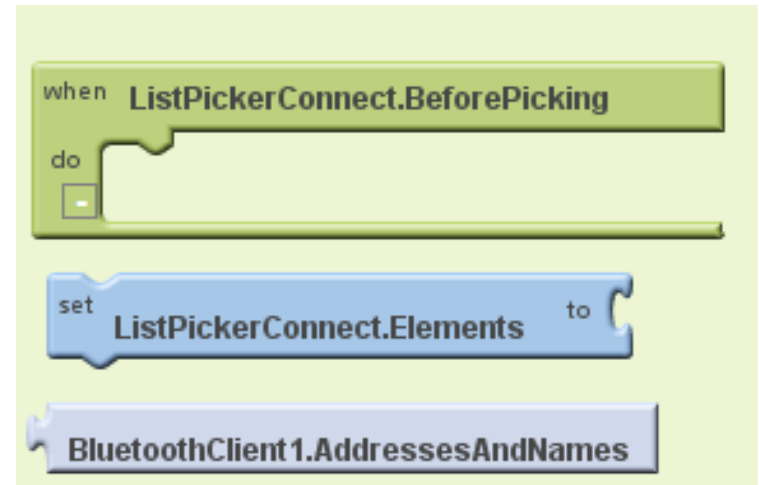 when ListPickerConnect.BeforePicking
do
-
set ListPickerConnect.Elements to
BluetoothClient1.AddressesAndNames